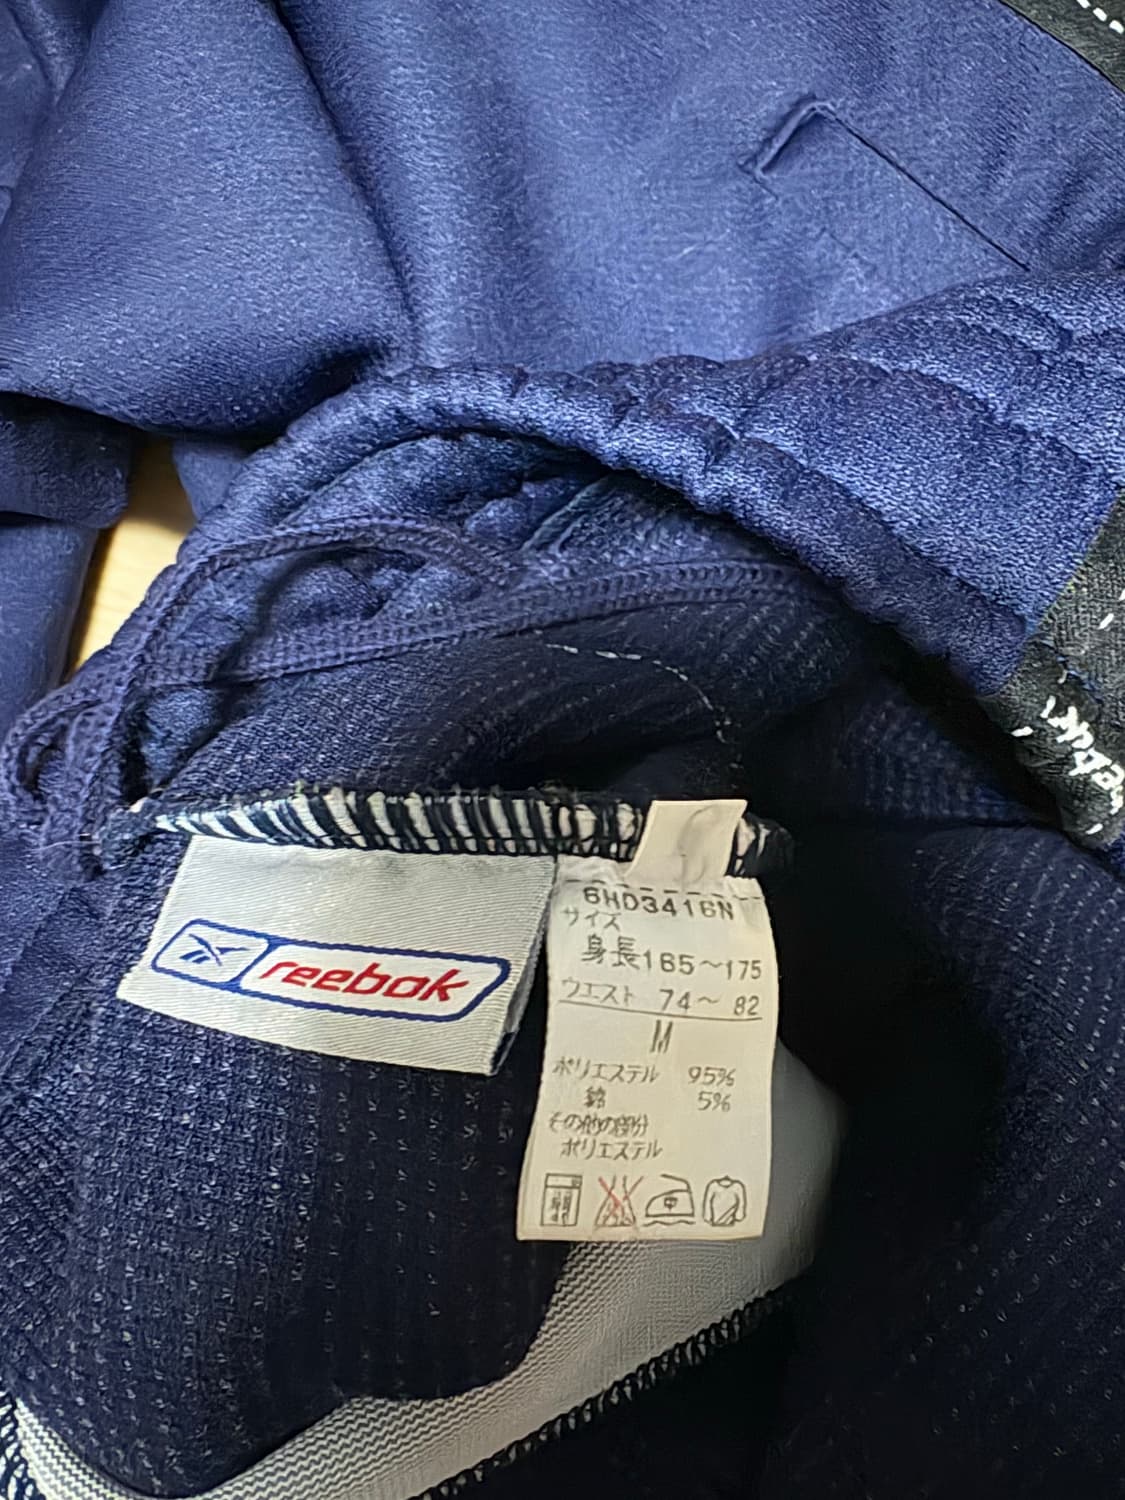 reebok
6HD3416N
サイズ
身長165～175
ウエスト 74～ 82
M
ポリエステル 95%
綿 5%
その他の部分
ポリエステル